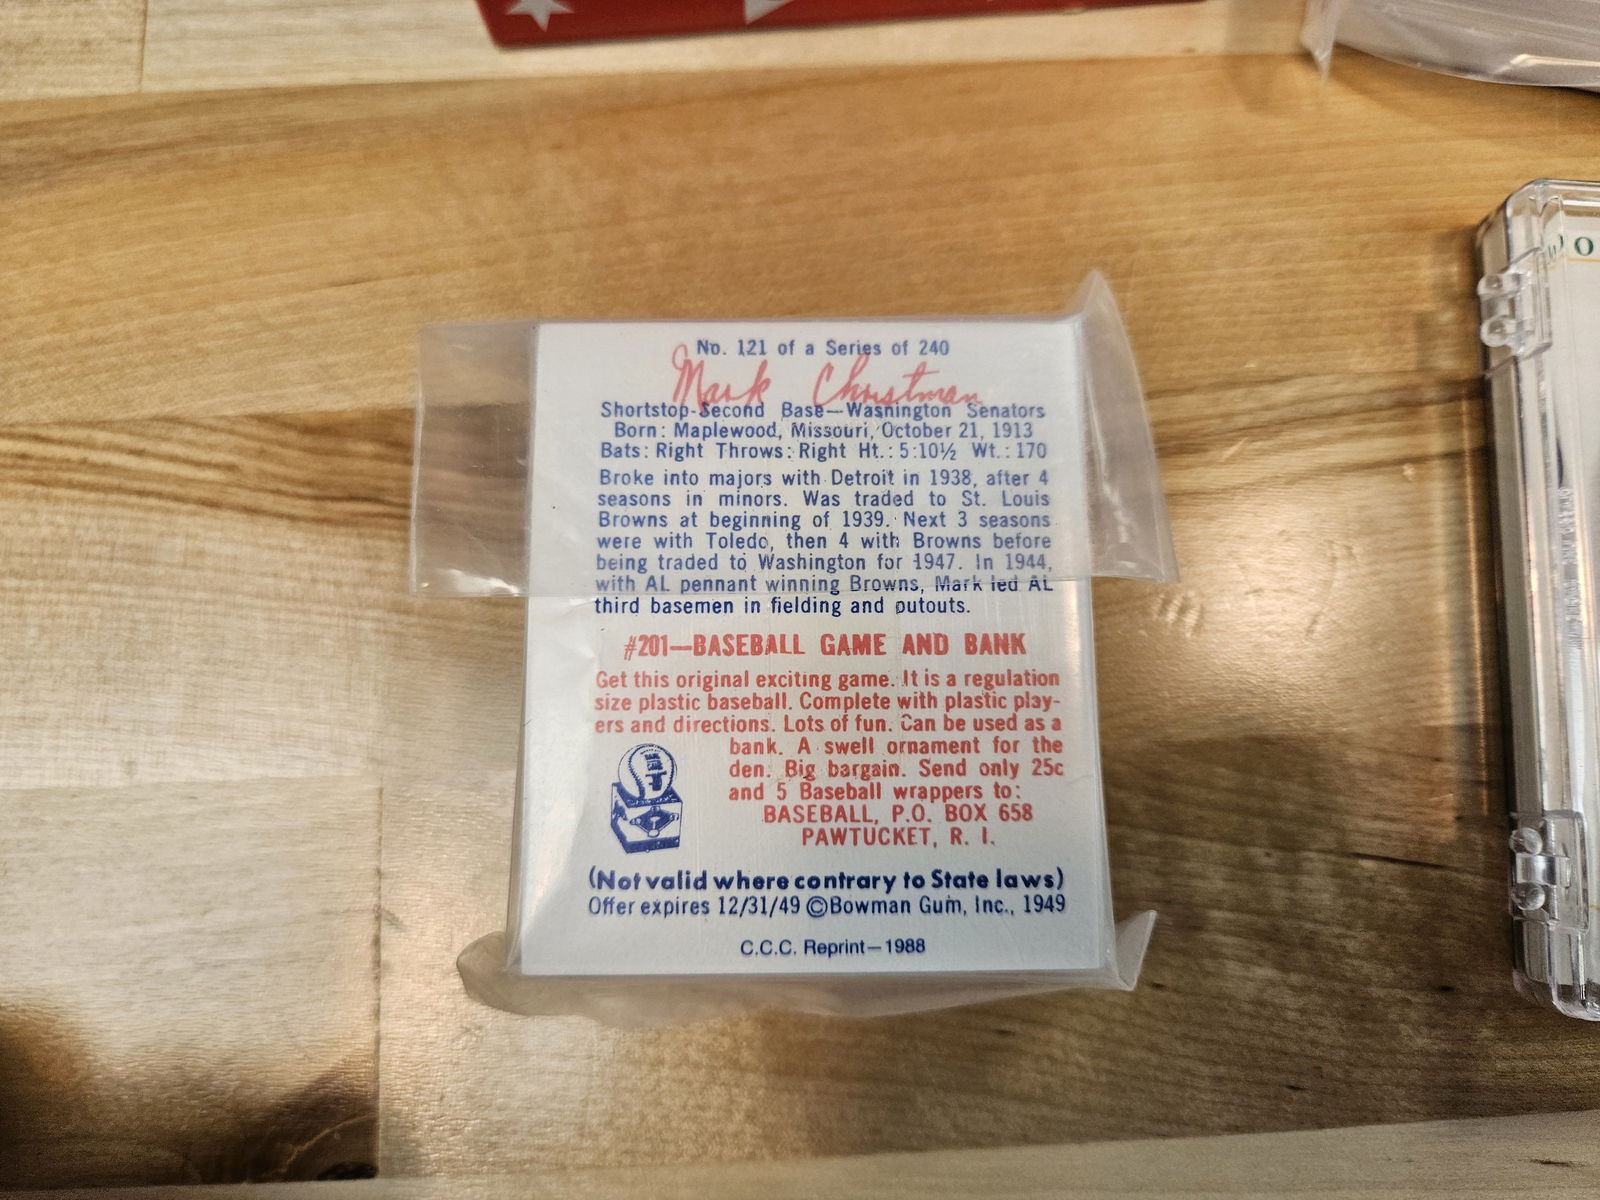 No. 121 of a Series of 240
Mark Christman
Shortstop-Second Base—Washington Senators
Born: Maplewood, Missouri, October 21, 1913
Bats: Right Throws: Right Ht.: 5:10½ Wt.: 170
Broke into majors with Detroit in 1938, after 4
seasons in minors. Was traded to St. Louis
Browns at beginning of 1939. Next 3 seasons
were with Toledo, then 4 with Browns before
being traded to Washington for 1947. In 1944,
with AL pennant winning Browns, Mark led AL
third basemen in fielding and putouts.
#201—BASEBALL GAME AND BANK
Get this original exciting game. It is a regulation
size plastic baseball. Complete with plastic play-
ers and directions. Lots of fun. Can be used as a
bank. A swell ornament for the
den. Big bargain. Send only 25c
and 5 Baseball wrappers to:
BASEBALL, P.O. BOX 658
PAWTUCKET, R. I.
(Not valid where contrary to State laws)
Offer expires 12/31/49 ©Bowman Gum, Inc., 1949
C.C.C. Reprint—1988